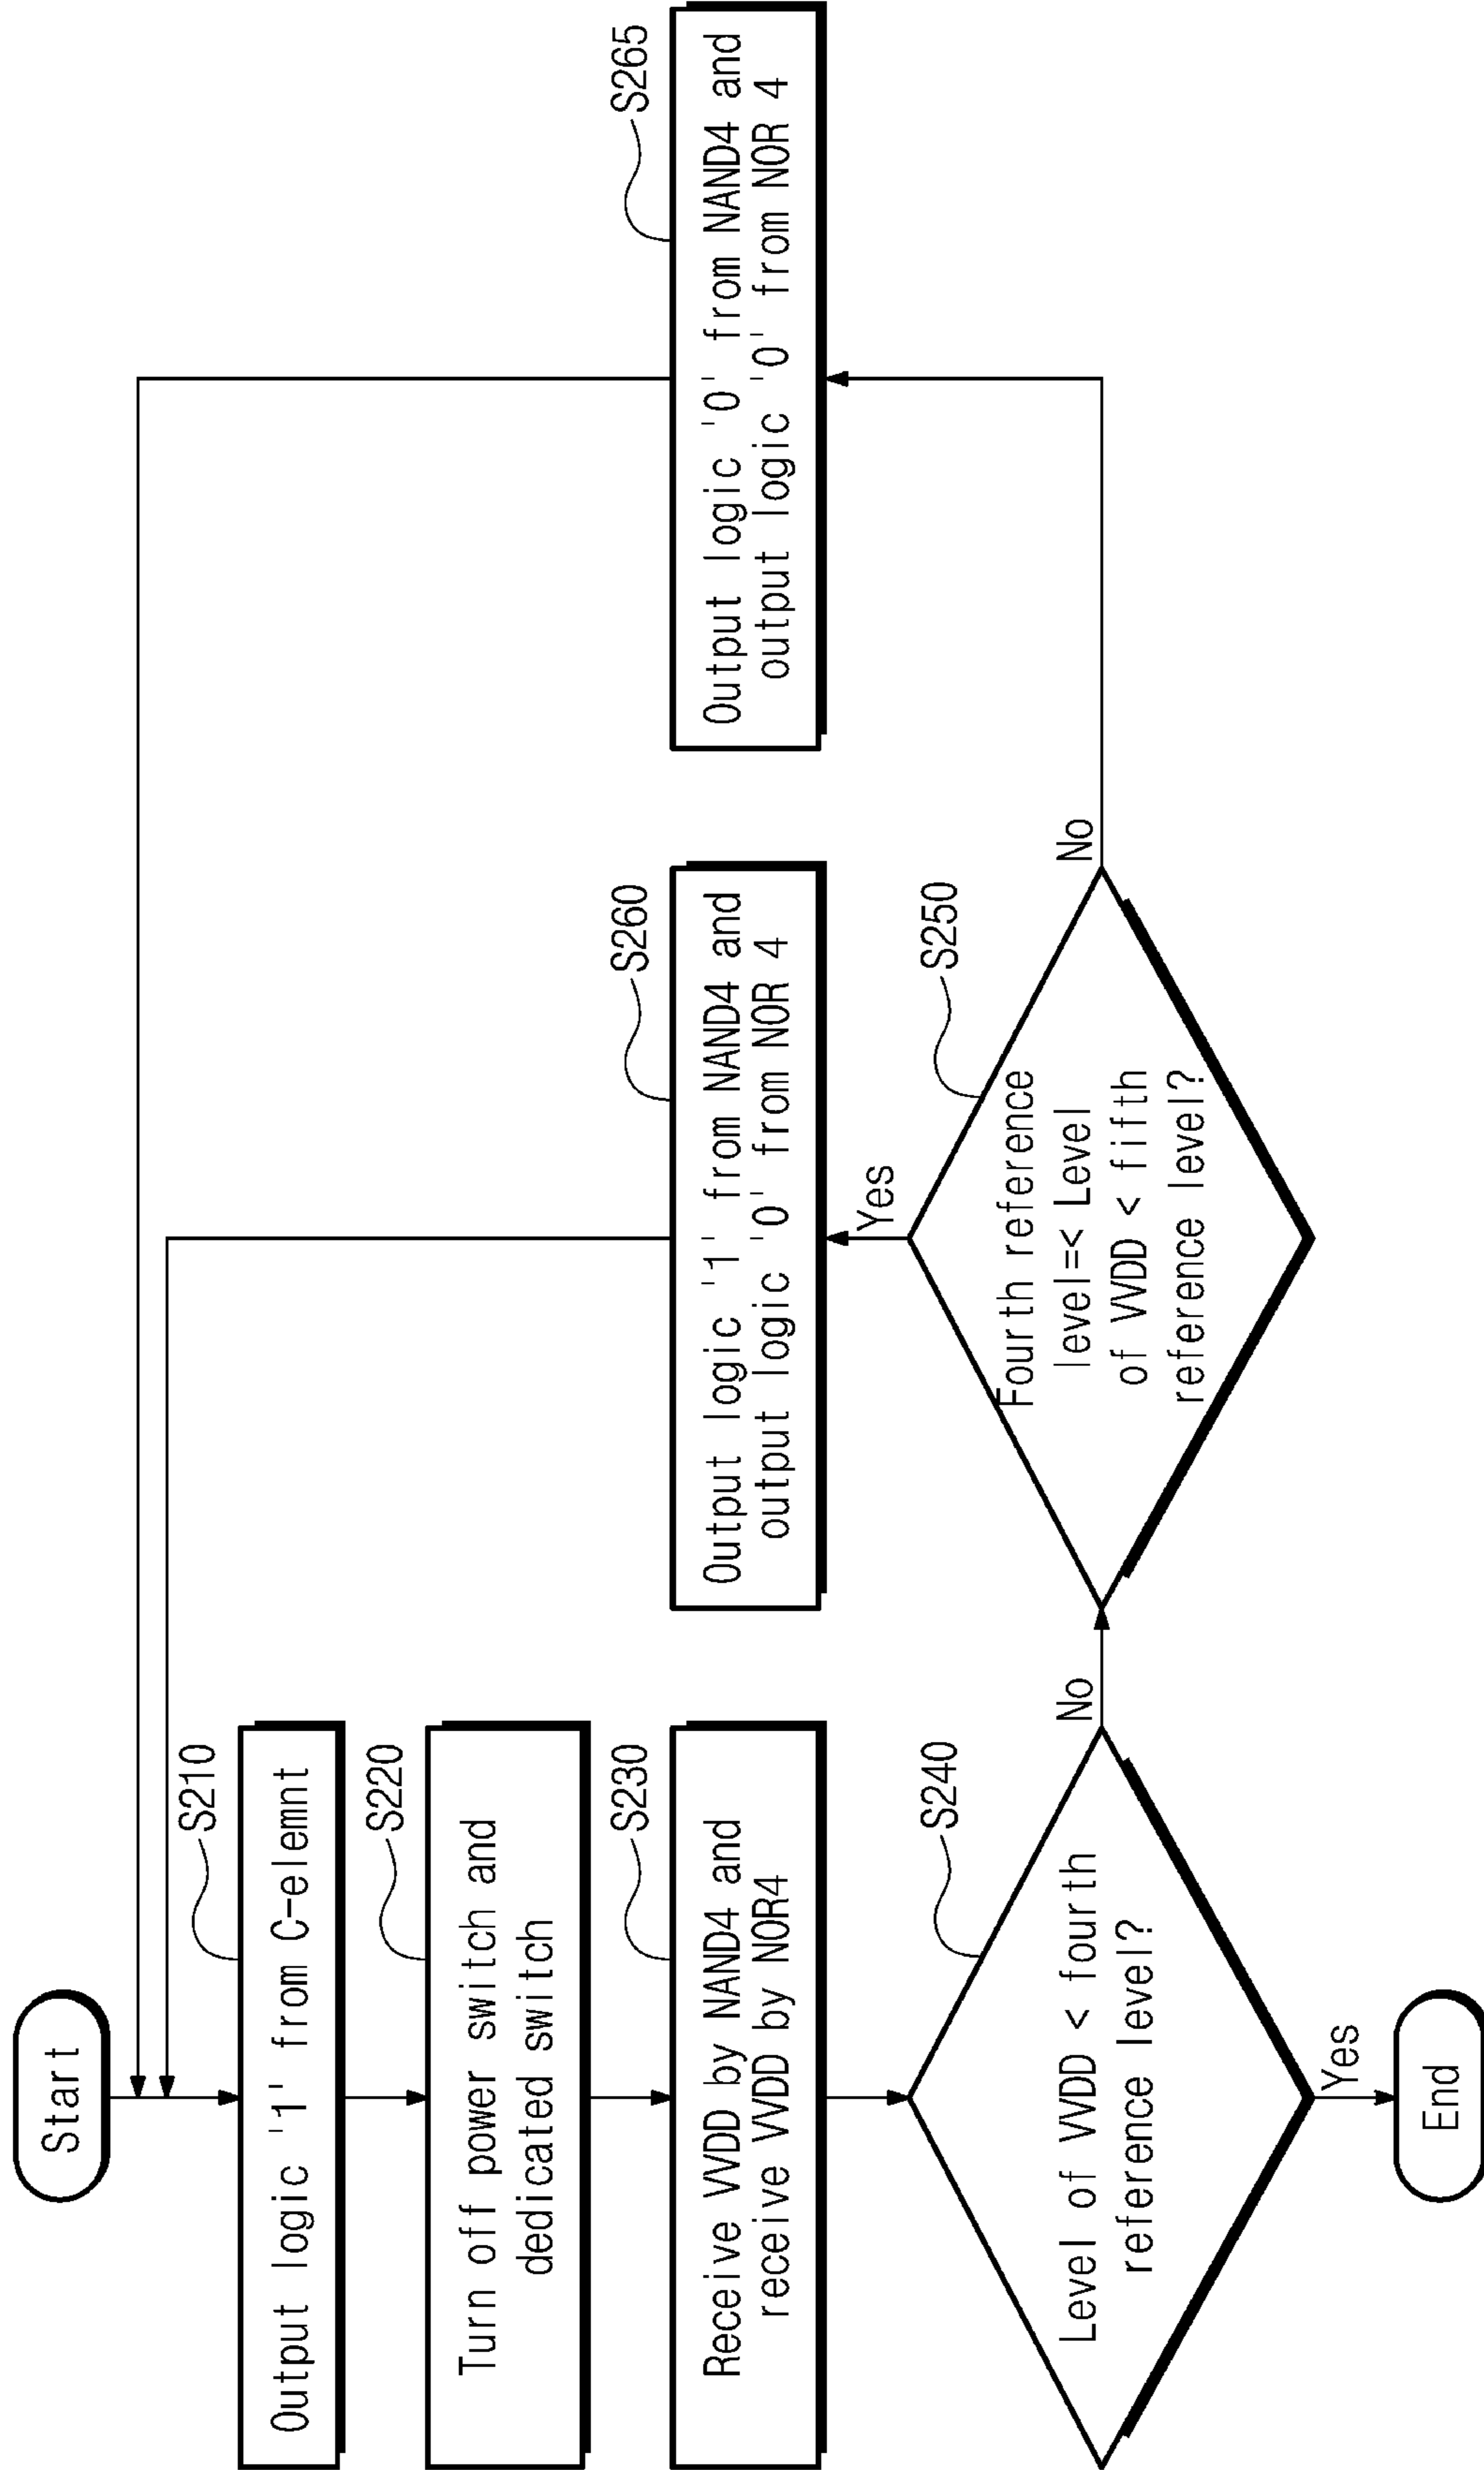 Start
S210
Output logic '1' from C-elemnt
S220
Turn off power switch and
dedicated switch
S230
Receive VVDD by NAND4 and
receive VVDD by NOR4
S240
Level of VVDD < fourth
reference level?
No
Yes
End
S250
Fourth reference
level=< Level
of VVDD < fifth
reference level?
Yes
No
S260
Output logic '1' from NAND4 and
output logic '0' from NOR 4
S265
Output logic '0' from NAND4 and
output logic '0' from NOR 4